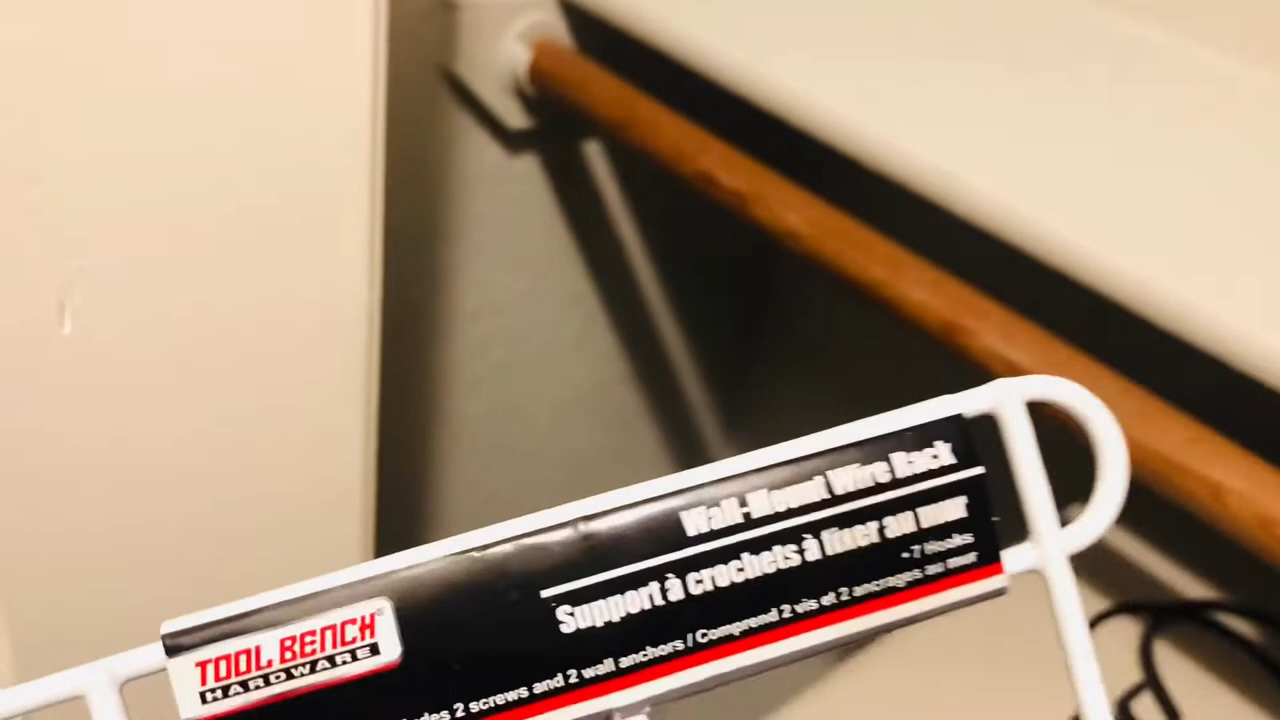 Wall-Mount Wire Rack
Support à crochets à fixer au mur
• 7 Hooks
2 screws and 2 wall anchors / Comprend 2 vis et 2 ancrages au mur
TOOL BENCH®
HARDWARE